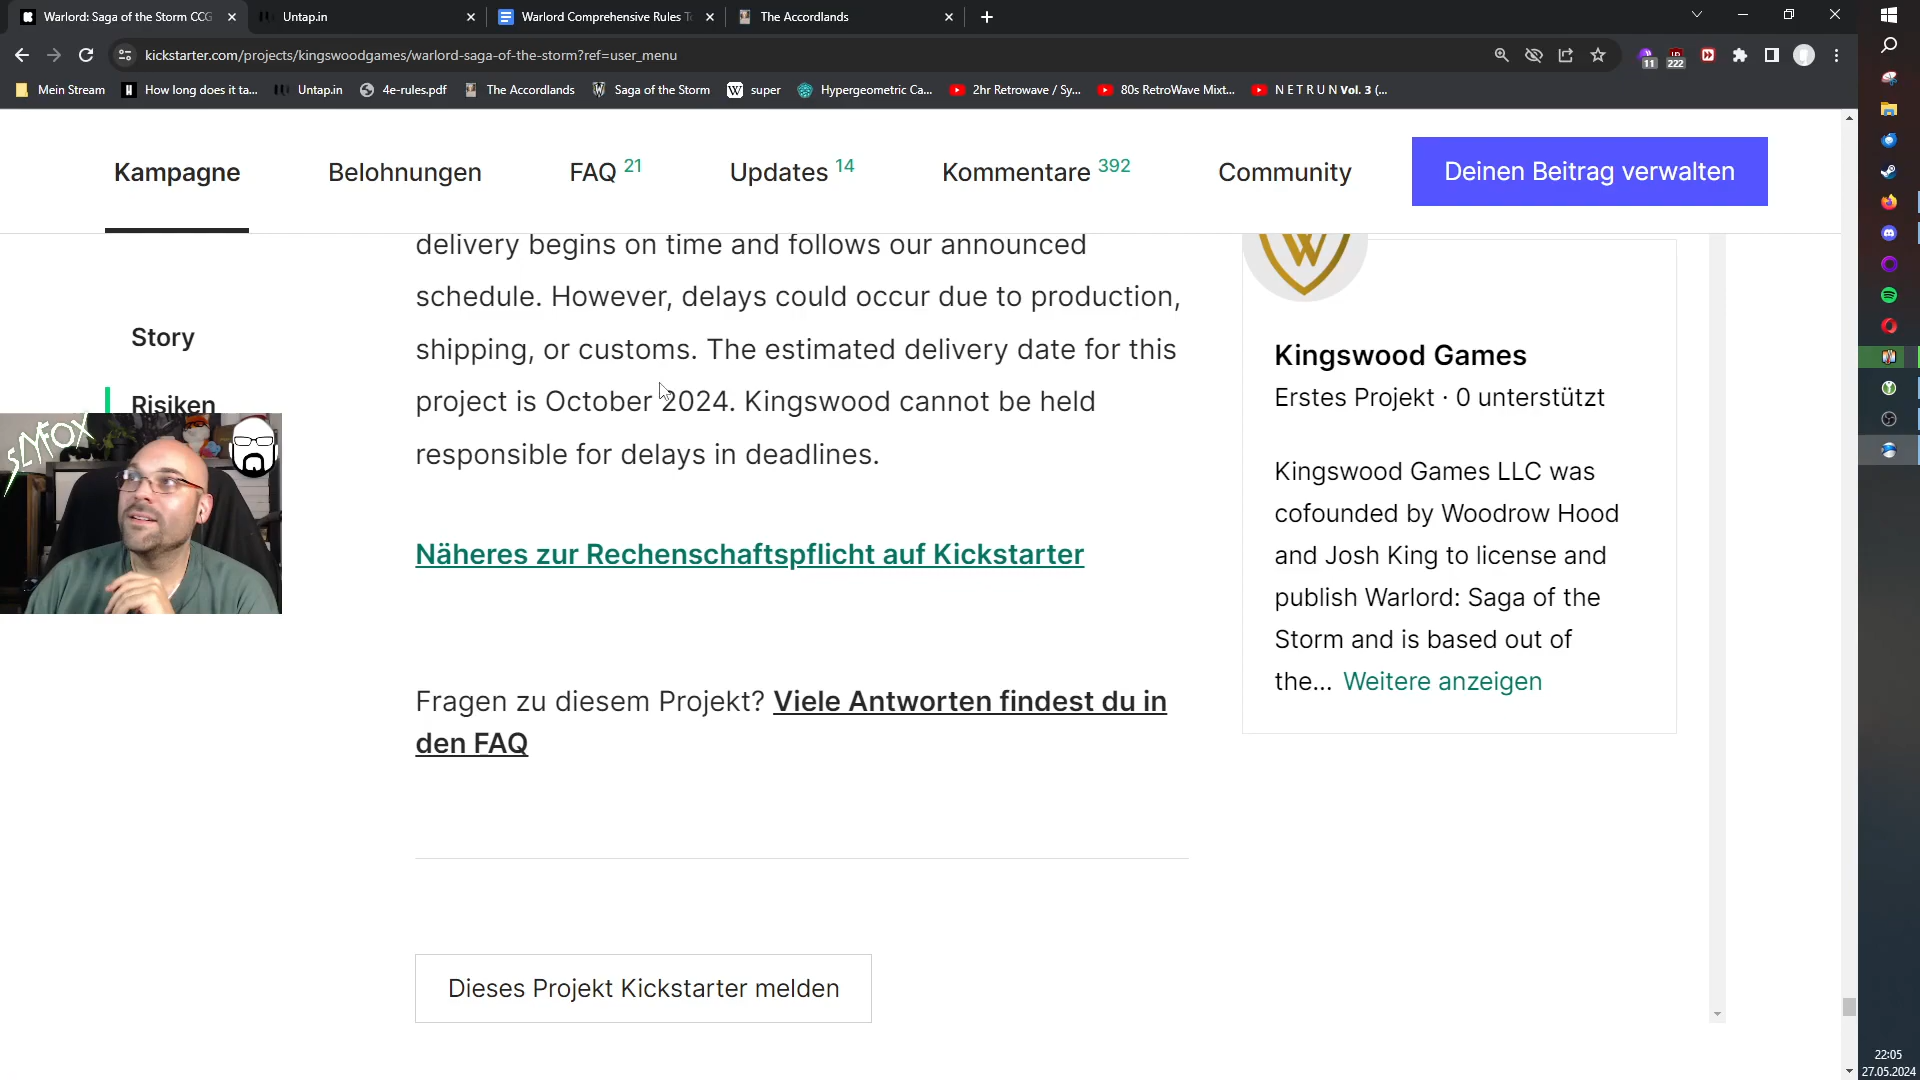 Warlord: Saga of the Storm CCG
Untap.in
Warlord Comprehensive Rules To
The Accordlands
kickstarter.com/projects/kingswoodgames/warlord-saga-of-the-storm?ref=user_menu
11
222
Mein Stream
How long does it ta...
Untap.in
4e-rules.pdf
The Accordlands
Saga of the Storm
super
Hypergeometric Ca...
2hr Retrowave / Sy...
80s RetroWave Mixt...
N E T R U N Vol. 3 (...
Kampagne
Belohnungen
FAQ 21
Updates 14
Kommentare 392
Community
Deinen Beitrag verwalten
Story
Risiken
SLYFOX
delivery begins on time and follows our announced
schedule. However, delays could occur due to production,
shipping, or customs. The estimated delivery date for this
project is October 2024. Kingswood cannot be held
responsible for delays in deadlines.
Näheres zur Rechenschaftspflicht auf Kickstarter
Fragen zu diesem Projekt? Viele Antworten findest du in
den FAQ
Dieses Projekt Kickstarter melden
Kingswood Games
Erstes Projekt · 0 unterstützt
Kingswood Games LLC was
cofounded by Woodrow Hood
and Josh King to license and
publish Warlord: Saga of the
Storm and is based out of
the... Weitere anzeigen
22:05
27.05.2024